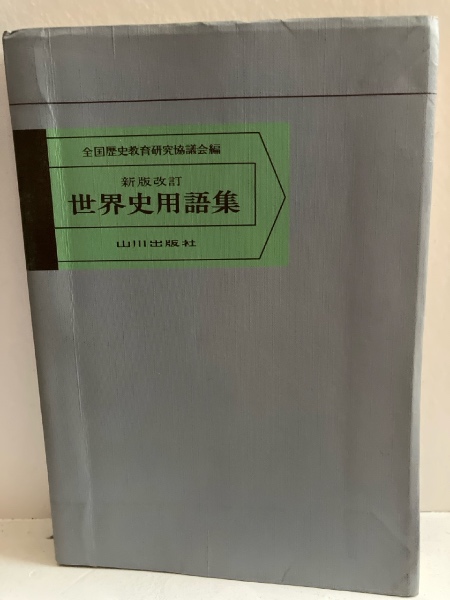 全国歴史教育研究協議会編
新版改訂
世界史用語集
山川出版社